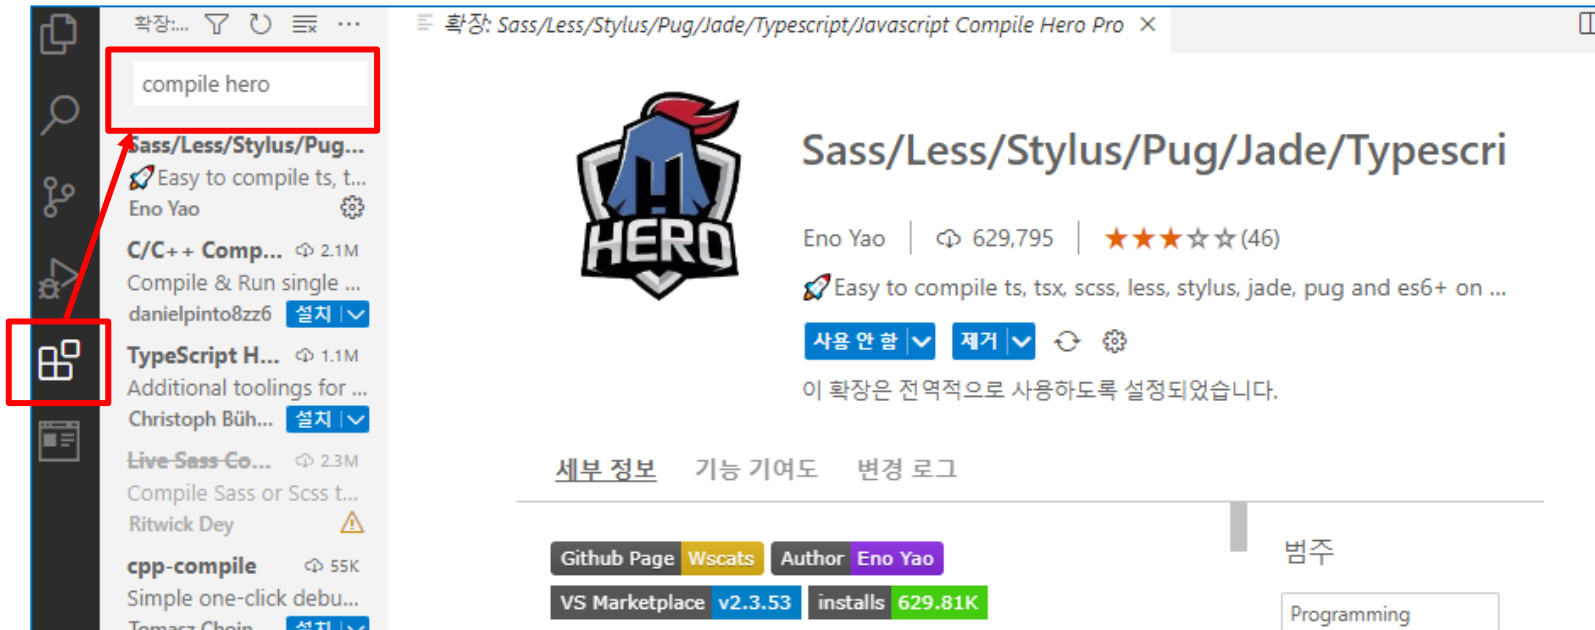 확장:...
확장: Sass/Less/Stylus/Pug/Jade/Typescript/Javascript Compile Hero Pro
compile hero
Sass/Less/Stylus/Pug...
Easy to compile ts, t...
Eno Yao
C/C++ Comp... 2.1M
Compile & Run single ...
danielpinto8zz6 설치
TypeScript H... 1.1M
Additional toolings for ...
Christoph Büh... 설치
Live Sass Co... 2.3M
Compile Sass or Scss t...
Ritwick Dey
cpp-compile 55K
Simple one-click debu...
Tomasz Choin... 설치
HERO
Sass/Less/Stylus/Pug/Jade/Typescri
Eno Yao 629,795 ★★★☆☆(46)
Easy to compile ts, tsx, scss, less, stylus, jade, pug and es6+ on ...
사용 안 함 제거
이 확장은 전역적으로 사용하도록 설정되었습니다.
세부 정보 기능 기여도 변경 로그
Github Page Wscats Author Eno Yao
VS Marketplace v2.3.53 installs 629.81K
범주
Programming